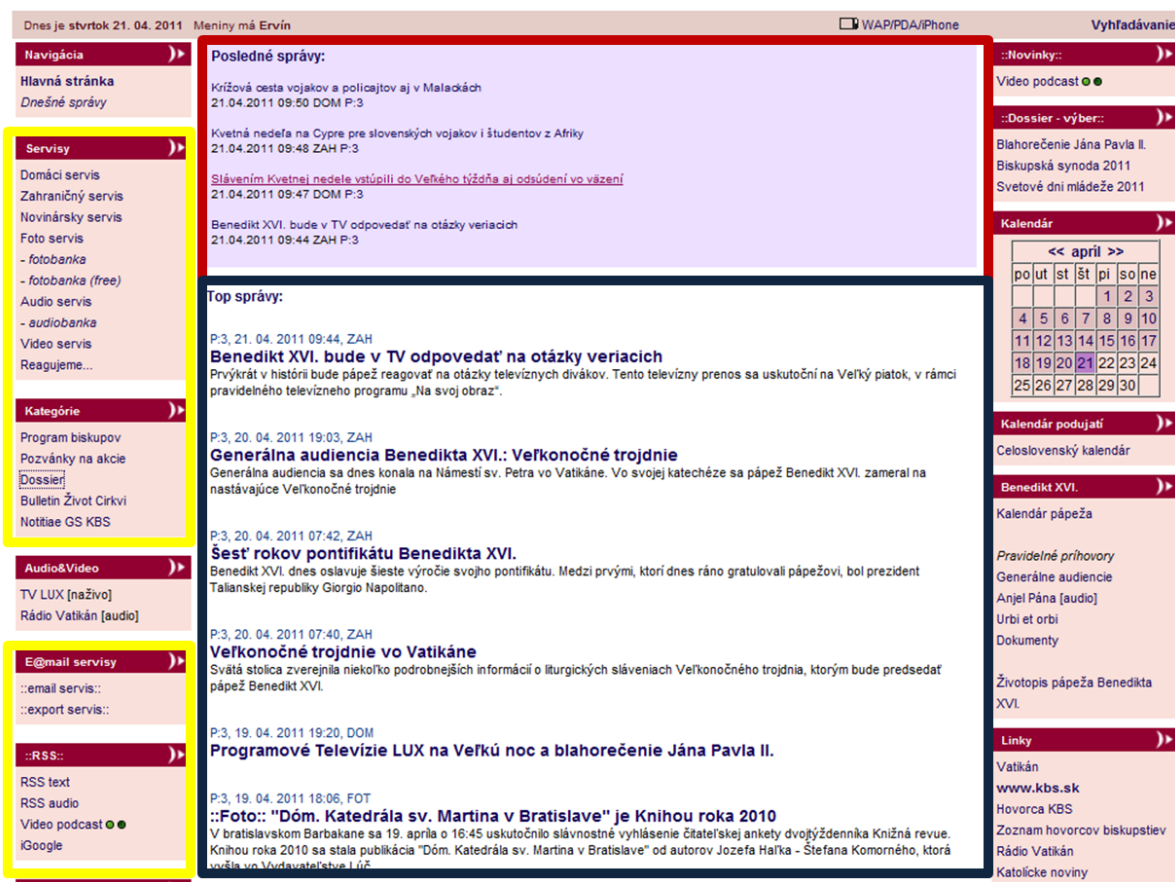 Dnes je stvrtok 21. 04. 2011 Meniny má Ervín
WAP/PDA/iPhone
Vyhľadávanie
Navigácia
Hlavná stránka
Dnešné správy
Servisy
Domáci servis
Zahraničný servis
Novinársky servis
Foto servis
- fotobanka
- fotobanka (free)
Audio servis
- audiobanka
Video servis
Reagujeme...
Kategórie
Program biskupov
Pozvánky na akcie
Dossier
Bulletin Život Cirkvi
Notitiae GS KBS
Audio&Video
TV LUX [naživo]
Rádio Vatikán [audio]
E@mail servisy
::email servis::
::export servis::
::RSS::
RSS text
RSS audio
Video podcast
iGoogle
Posledné správy:
Krížová cesta vojakov a policajtov aj v Malackách
21.04.2011 09:50 DOM P:3
Kvetná nedeľa na Cypre pre slovenských vojakov i študentov z Afriky
21.04.2011 09:48 ZAH P:3
Slávením Kvetnej nedele vstúpili do Veľkého týždňa aj odsúdení vo väzení
21.04.2011 09:47 DOM P:3
Benedikt XVI. bude v TV odpovedať na otázky veriacich
21.04.2011 09:44 ZAH P:3
Top správy:
P:3, 21. 04. 2011 09:44, ZAH
Benedikt XVI. bude v TV odpovedať na otázky veriacich
Prvýkrát v histórii bude pápež reagovať na otázky televíznych divákov. Tento televízny prenos sa uskutoční na Veľký piatok, v rámci
pravidelného televízneho programu „Na svoj obraz“.
P:3, 20. 04. 2011 19:03, ZAH
Generálna audiencia Benedikta XVI.: Veľkonočné trojdnie
Generálna audiencia sa dnes konala na Námestí sv. Petra vo Vatikáne. Vo svojej katechéze sa pápež Benedikt XVI. zameral na
nastávajúce Veľkonočné trojdnie
P:3, 20. 04. 2011 07:42, ZAH
Šesť rokov pontifikátu Benedikta XVI.
Benedikt XVI. dnes oslavuje šieste výročie svojho pontifikátu. Medzi prvými, ktorí dnes ráno gratulovali pápežovi, bol prezident
Talianskej republiky Giorgio Napolitano.
P:3, 20. 04. 2011 07:40, ZAH
Veľkonočné trojdnie vo Vatikáne
Svätá stolica zverejnila niekoľko podrobnejších informácií o liturgických sláveniach Veľkonočného trojdnia, ktorým bude predsedať
pápež Benedikt XVI.
P:3, 19. 04. 2011 19:20, DOM
Programové Televízie LUX na Veľkú noc a blahorečenie Jána Pavla II.
P:3, 19. 04. 2011 18:06, FOT
::Foto:: "Dóm. Katedrála sv. Martina v Bratislave" je Knihou roka 2010
V bratislavskom Barbakane sa 19. apríla o 16:45 uskutočnilo slávnostné vyhlásenie čitateľskej ankety dvojtýždenníka Knižná revue.
Knihou roka 2010 sa stala publikácia "Dóm. Katedrála sv. Martina v Bratislave" od autorov Jozefa Haľka - Štefana Komorného, ktorá
vyšla vo Vydavateľstve Lúč
::Novinky::
Video podcast
::Dossier - výber::
Blahorečenie Jána Pavla II.
Biskupská synoda 2011
Svetové dni mládeže 2011
Kalendár
<< apríl >>
po ut st št pi so ne
1 2 3
4 5 6 7 8 9 10
11 12 13 14 15 16 17
18 19 20 21 22 23 24
25 26 27 28 29 30
Kalendár podujatí
Celoslovenský kalendár
Benedikt XVI.
Kalendár pápeža
Pravidelné príhovory
Generálne audiencie
Anjel Pána [audio]
Urbi et orbi
Dokumenty
Životopis pápeža Benedikta
XVI.
Linky
Vatikán
www.kbs.sk
Hovorca KBS
Zoznam hovorcov biskupstiev
Rádio Vatikán
Katolícke noviny